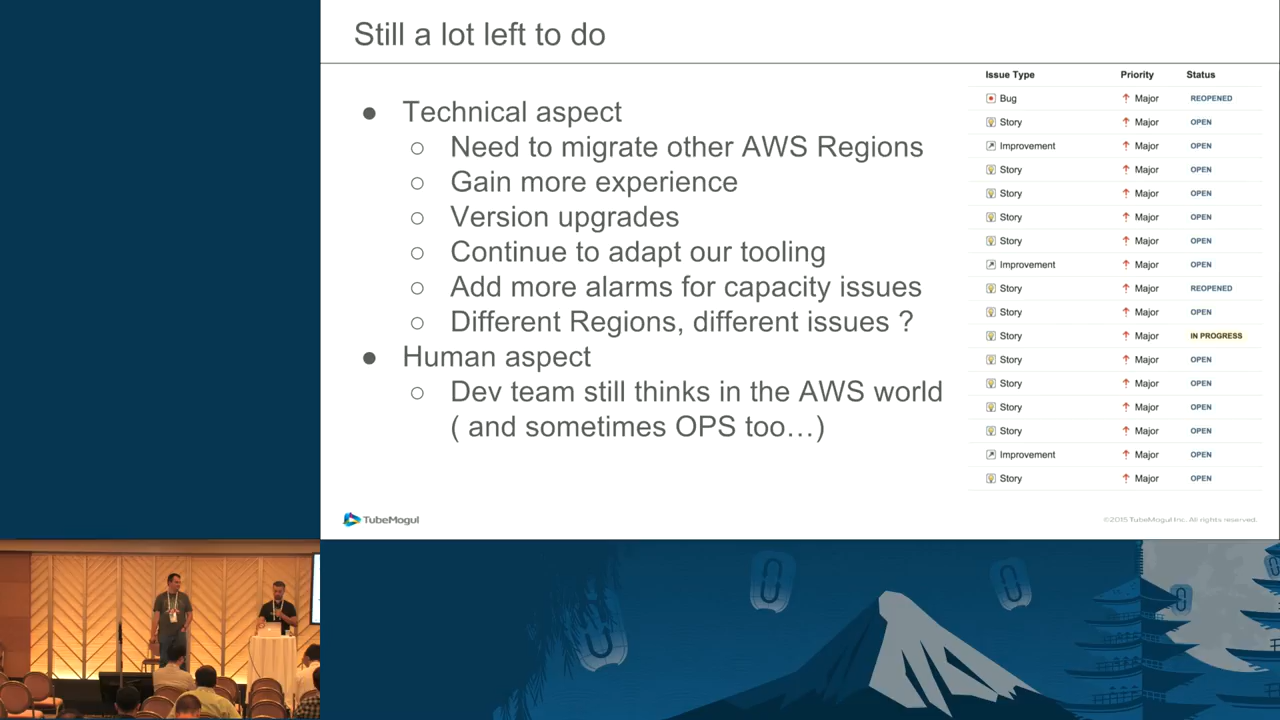 Still a lot left to do
● Technical aspect
○ Need to migrate other AWS Regions
○ Gain more experience
○ Version upgrades
○ Continue to adapt our tooling
○ Add more alarms for capacity issues
○ Different Regions, different issues ?
● Human aspect
○ Dev team still thinks in the AWS world
( and sometimes OPS too…)
Issue Type Priority Status
Bug Major REOPENED
Story Major OPEN
Improvement Major OPEN
Story Major OPEN
Story Major OPEN
Story Major OPEN
Story Major OPEN
Improvement Major OPEN
Story Major REOPENED
Story Major OPEN
Story Major IN PROGRESS
Story Major OPEN
Story Major OPEN
Story Major OPEN
Story Major OPEN
Improvement Major OPEN
Story Major OPEN
TubeMogul
©2015 TubeMogul Inc. All rights reserved.